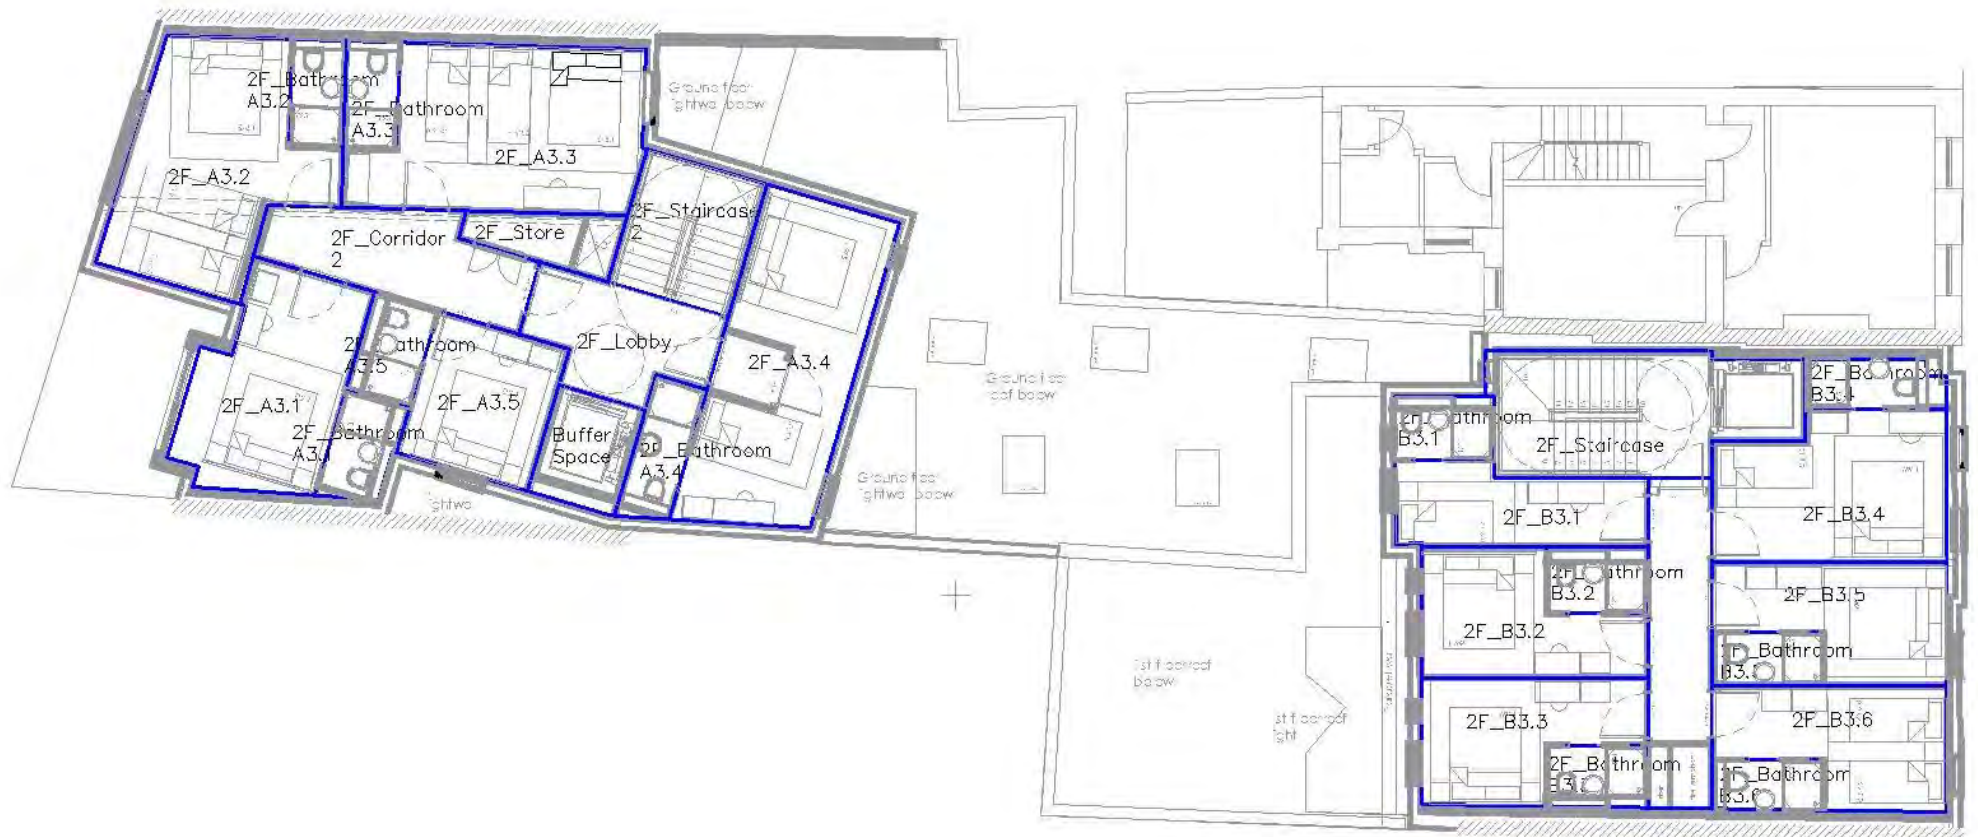 2F_Bathroom
A3.2
2F_Bathroom
A3.3
2F_A3.3
2F_A3.2
2F_Staircase
2
2F_Corridor
2
2F_Store
Ground floor
lightwell below
2F_Lobby
2F_A3.4
2F_Bathroom
A3.5
2F_A3.1
2F_A3.5
2F_Bathroom
A3.1
Buffer
Space
2F_Bathroom
A3.4
lightwell
Ground floor
lightwell below
Ground floor
roof below
1st floor roof
below
1st floor roof
light
2F_Bathroom
B3.1
2F_Staircase
2F_Bathroom
B3.4
2F_B3.1
2F_B3.4
2F_Bathroom
B3.2
2F_B3.2
2F_B3.5
2F_Bathroom
2F_B3.3
2F_B3.6
2F_Bathroom
2F_Bathroom
B3.6